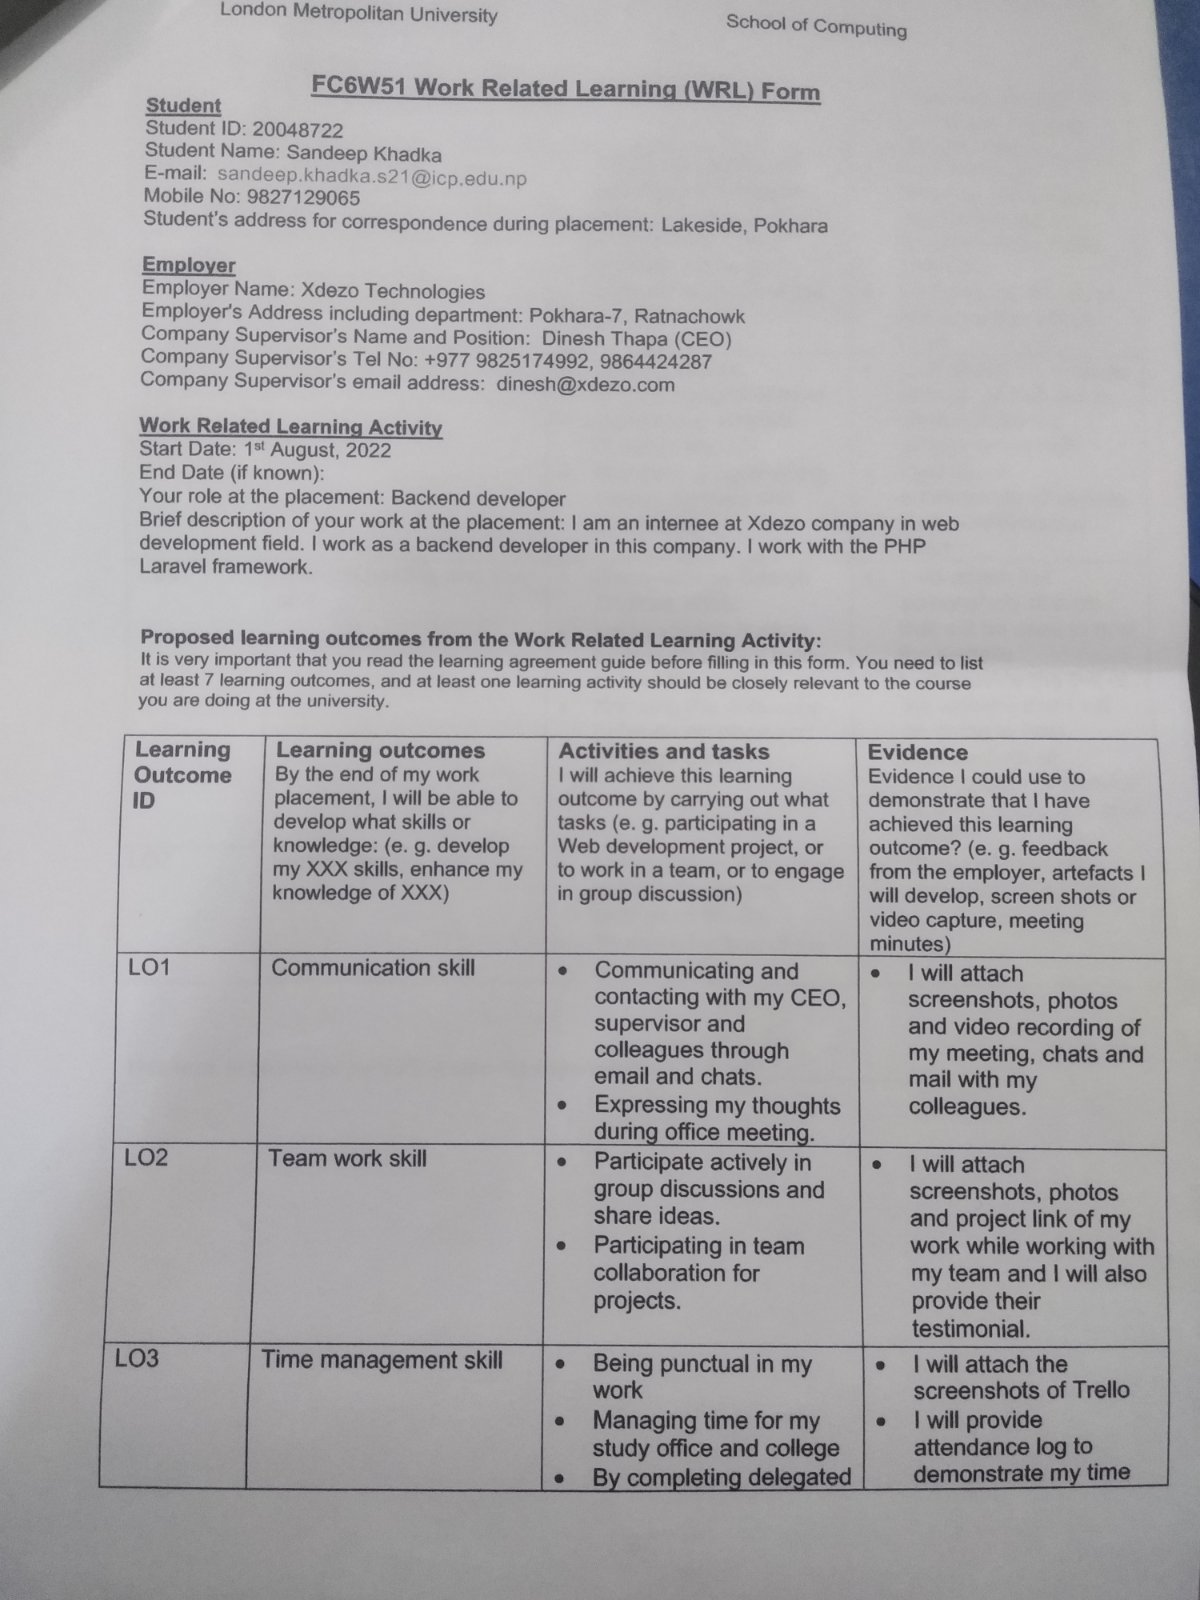 London Metropolitan University
School of Computing
FC6W51 Work Related Learning (WRL) Form
Student
Student ID: 20048722
Student Name: Sandeep Khadka
E-mail: sandeep.khadka.s21@icp.edu.np
Mobile No: 9827129065
Student's address for correspondence during placement: Lakeside, Pokhara
Employer
Employer Name: Xdezo Technologies
Employer's Address including department: Pokhara-7, Ratnachowk
Company Supervisor's Name and Position: Dinesh Thapa (CEO)
Company Supervisor's Tel No: +977 9825174992, 9864424287
Company Supervisor's email address: dinesh@xdezo.com
Work Related Learning Activity
Start Date: 1st August, 2022
End Date (if known):
Your role at the placement: Backend developer
Brief description of your work at the placement: I am an internee at Xdezo company in web
development field. I work as a backend developer in this company. I work with the PHP
Laravel framework.
Proposed learning outcomes from the Work Related Learning Activity:
It is very important that you read the learning agreement guide before filling in this form. You need to list
at least 7 learning outcomes, and at least one learning activity should be closely relevant to the course
you are doing at the university.
Learning
Outcome
ID
Learning outcomes
By the end of my work
placement, I will be able to
develop what skills or
knowledge: (e. g. develop
my XXX skills, enhance my
knowledge of XXX)
Activities and tasks
I will achieve this learning
outcome by carrying out what
tasks (e. g. participating in a
Web development project, or
to work in a team, or to engage
in group discussion)
Evidence
Evidence I could use to
demonstrate that I have
achieved this learning
outcome? (e. g. feedback
from the employer, artefacts I
will develop, screen shots or
video capture, meeting
minutes)
LO1
Communication skill
• Communicating and
contacting with my CEO,
supervisor and
colleagues through
email and chats.
• Expressing my thoughts
during office meeting.
• I will attach
screenshots, photos
and video recording of
my meeting, chats and
mail with my
colleagues.
LO2
Team work skill
• Participate actively in
group discussions and
share ideas.
• Participating in team
collaboration for
projects.
• I will attach
screenshots, photos
and project link of my
work while working with
my team and I will also
provide their
testimonial.
LO3
Time management skill
• Being punctual in my
work
• Managing time for my
study office and college
• By completing delegated
• I will attach the
screenshots of Trello
• I will provide
attendance log to
demonstrate my time